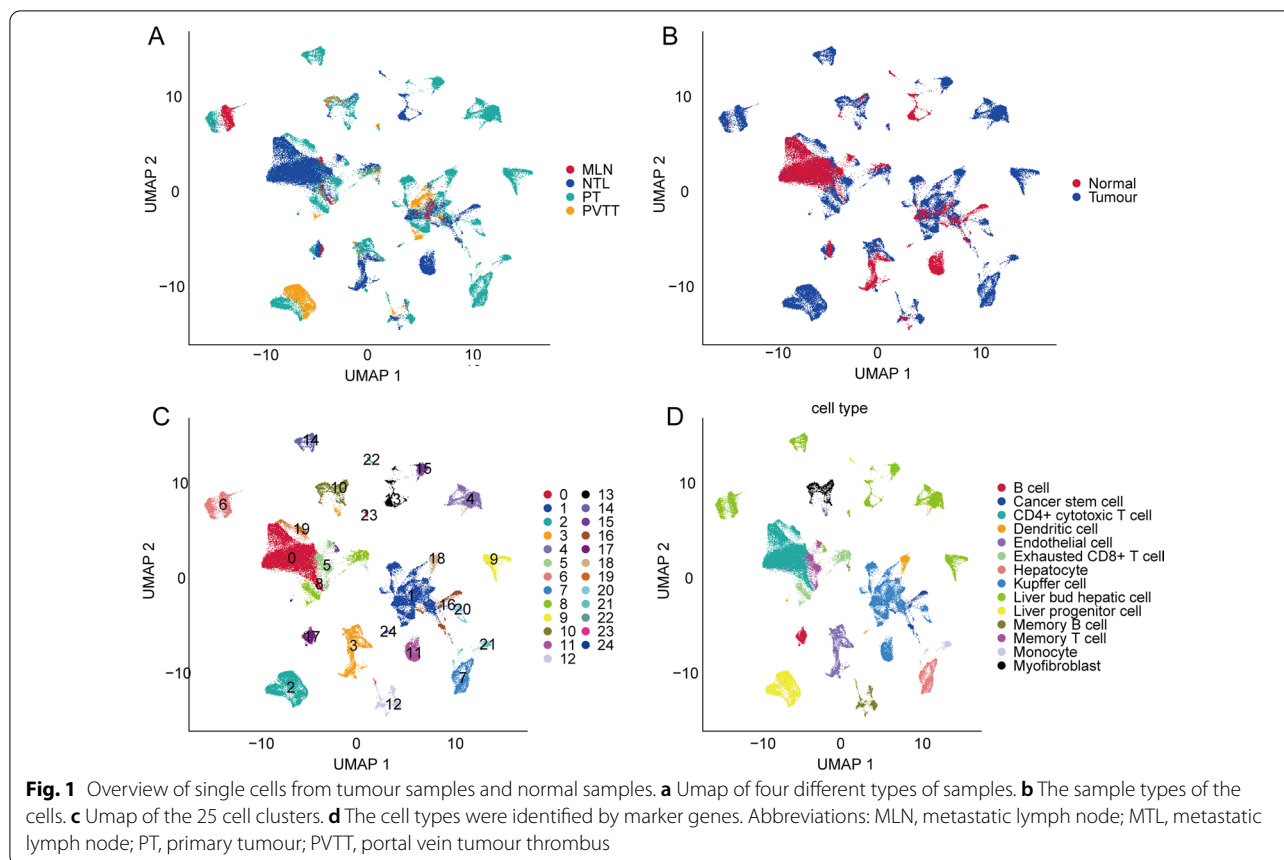 A
UMAP 2
10
0
−10
−10
0
10
UMAP 1
MLN
NTL
PT
PVTT
B
UMAP 2
10
0
−10
−10
0
10
UMAP 1
Normal
Tumour
C
UMAP 2
10
0
−10
−10
0
10
UMAP 1
14
22
15
6
10
13
4
23
19
0
5
8
18
9
1
16
20
17
3
24
11
21
2
7
12
0
1
2
3
4
5
6
7
8
9
10
11
12
13
14
15
16
17
18
19
20
21
22
23
24
D
cell type
UMAP 2
10
0
−10
−10
0
10
UMAP 1
B cell
Cancer stem cell
CD4+ cytotoxic T cell
Dendritic cell
Endothelial cell
Exhausted CD8+ T cell
Hepatocyte
Kupffer cell
Liver bud hepatic cell
Liver progenitor cell
Memory B cell
Memory T cell
Monocyte
Myofibroblast
Fig. 1 Overview of single cells from tumour samples and normal samples. a Umap of four different types of samples. b The sample types of the
cells. c Umap of the 25 cell clusters. d The cell types were identified by marker genes. Abbreviations: MLN, metastatic lymph node; MTL, metastatic
lymph node; PT, primary tumour; PVTT, portal vein tumour thrombus